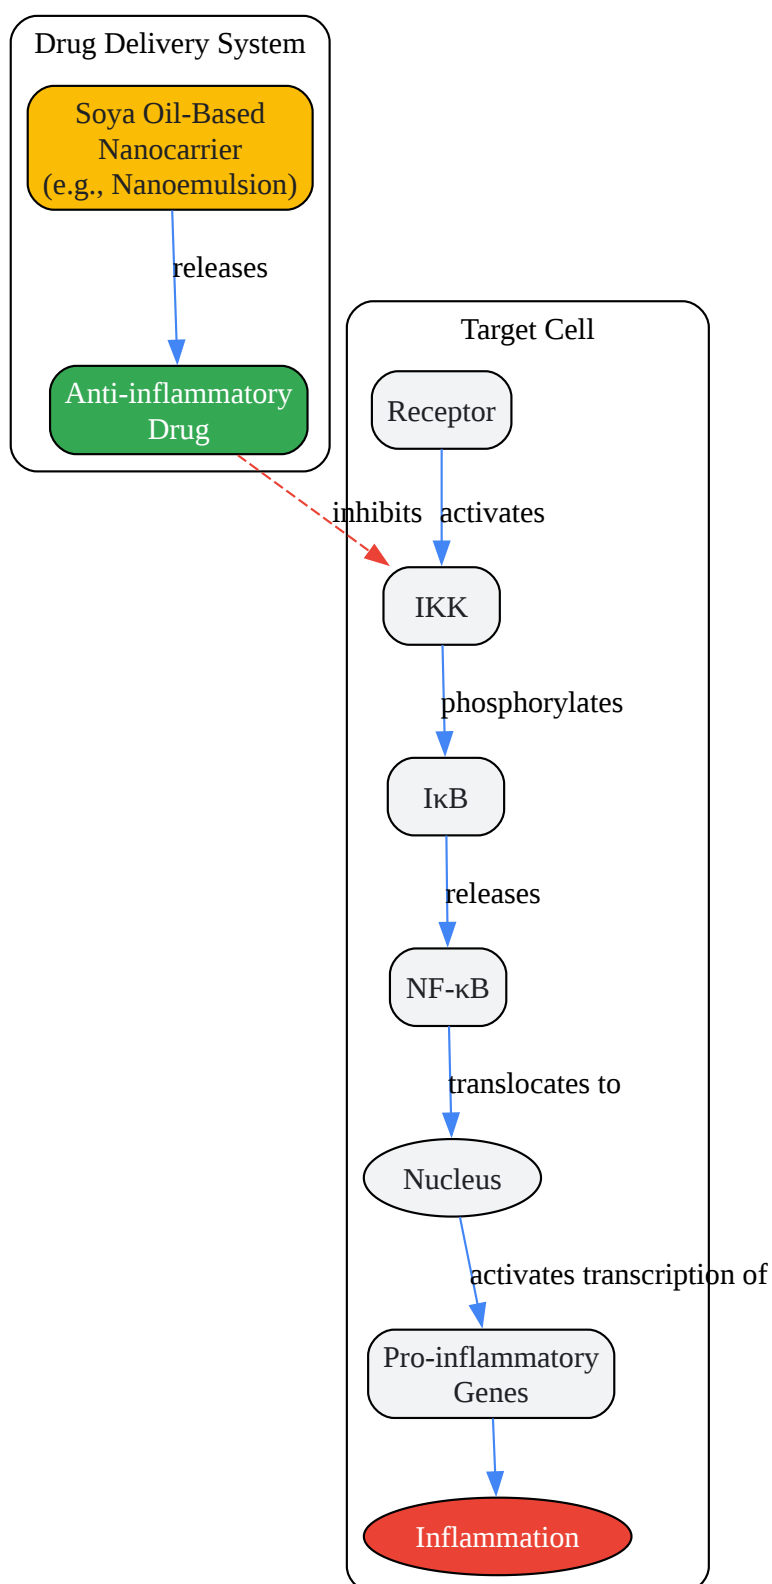 Drug Delivery System
Soya Oil-Based
Nanocarrier
(e.g., Nanoemulsion)
releases
Anti-inflammatory
Drug
Target Cell
Receptor
inhibits
activates
IKK
phosphorylates
IκB
releases
NF-κB
translocates to
Nucleus
activates transcription of
Pro-inflammatory
Genes
Inflammation